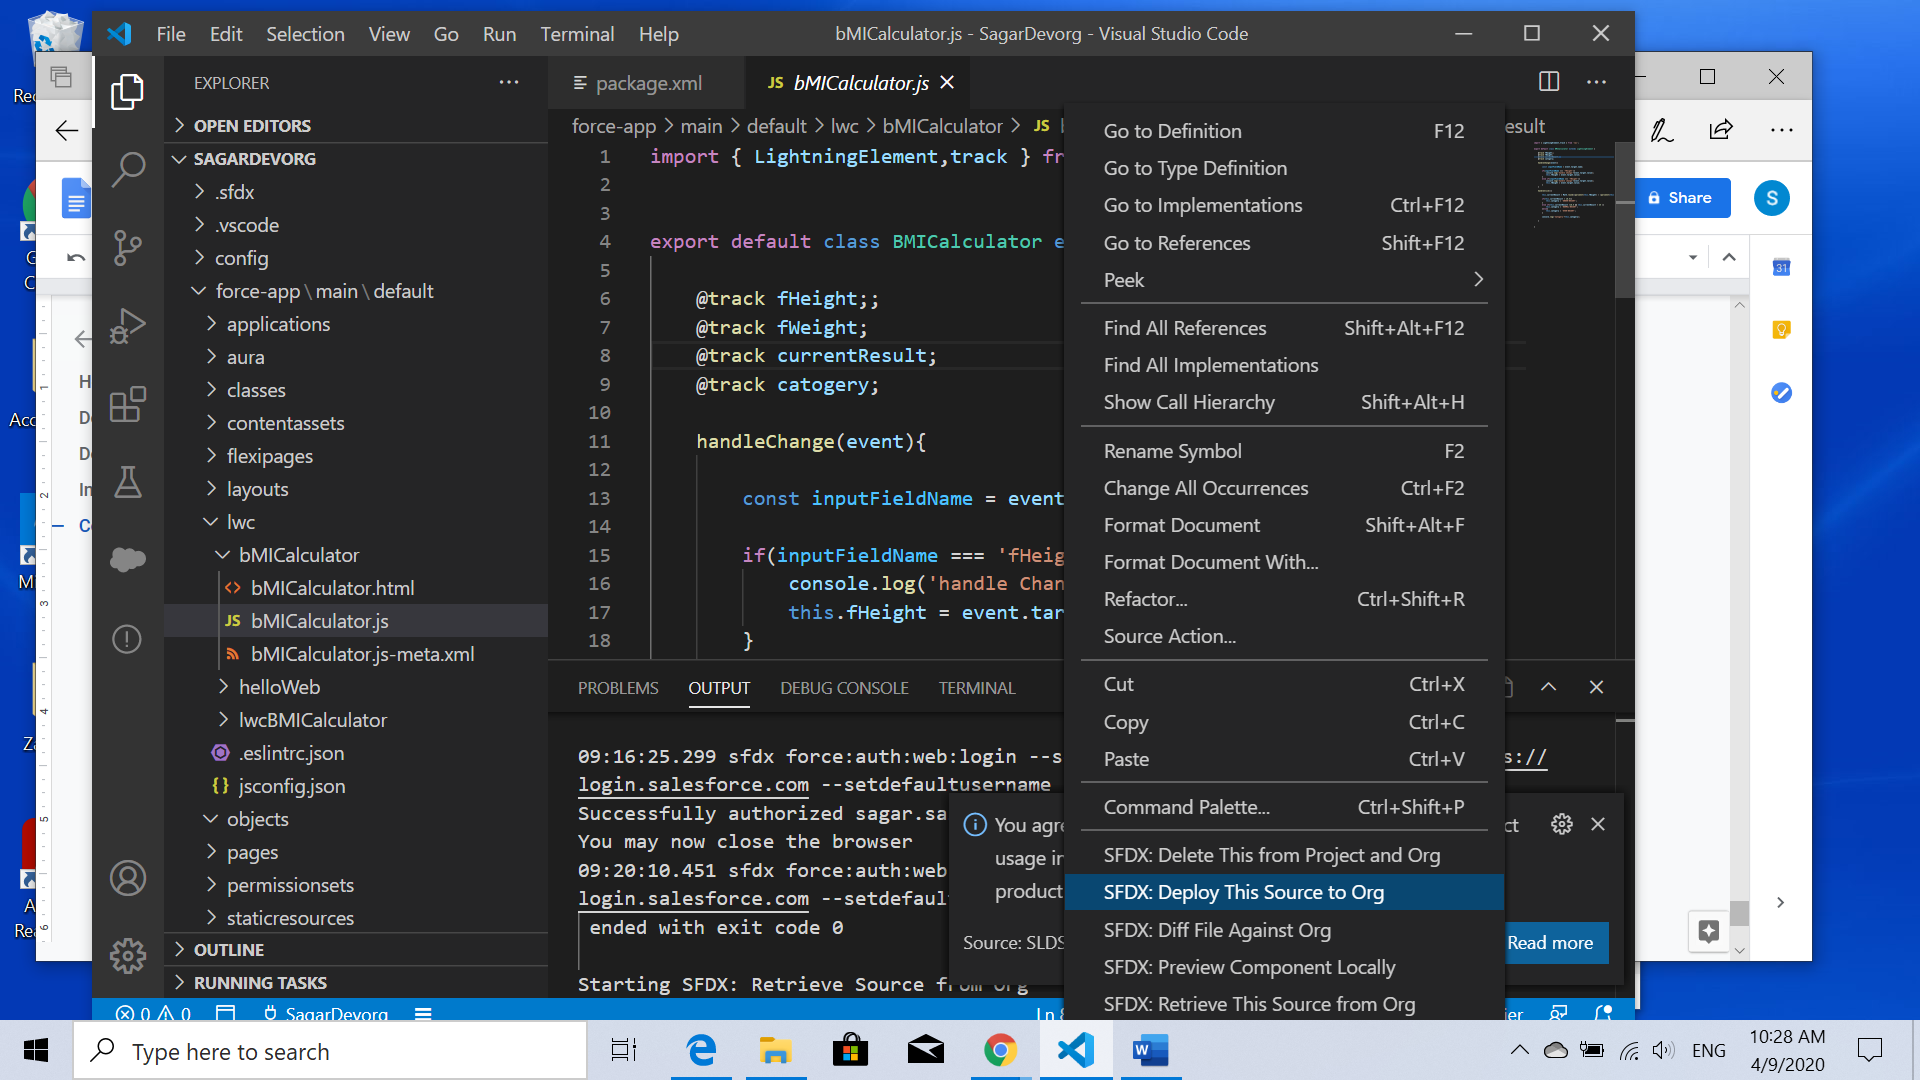 File Edit Selection View Go Run Terminal Help
bMICalculator.js - SagarDevorg - Visual Studio Code
EXPLORER
OPEN EDITORS
SAGARDEVORG
.sfdx
.vscode
config
force-app\main\default
applications
aura
classes
contentassets
flexipages
layouts
lwc
bMICalculator
bMICalculator.html
JS bMICalculator.js
bMICalculator.js-meta.xml
helloWeb
lwcBMICalculator
.eslintrc.json
{} jsconfig.json
objects
pages
permissionsets
staticresources
OUTLINE
RUNNING TASKS
package.xml
JS bMICalculator.js
force-app > main > default > lwc > bMICalculator > JS
1 import { LightningElement,track } fr
2
3
4 export default class BMICalculator e
5
6 @track fHeight;;
7 @track fWeight;
8 @track currentResult;
9 @track catogery;
10
11 handleChange(event){
12
13 const inputFieldName = event
14
15 if(inputFieldName === 'fHeig
16 console.log('handle Chan
17 this.fHeight = event.tar
18 }
PROBLEMS OUTPUT DEBUG CONSOLE TERMINAL
09:16:25.299 sfdx force:auth:web:login --s s://
login.salesforce.com --setdefaultusername
Successfully authorized sagar.sa
You may now close the browser
09:20:10.451 sfdx force:auth:web
login.salesforce.com --setdefaul
ended with exit code 0
Starting SFDX: Retrieve Source from Org
You agre ct
usage in
product
Source: SLDS
Read more
Go to Definition F12
Go to Type Definition
Go to Implementations Ctrl+F12
Go to References Shift+F12
Peek
Find All References Shift+Alt+F12
Find All Implementations
Show Call Hierarchy Shift+Alt+H
Rename Symbol F2
Change All Occurrences Ctrl+F2
Format Document Shift+Alt+F
Format Document With...
Refactor... Ctrl+Shift+R
Source Action...
Cut Ctrl+X
Copy Ctrl+C
Paste Ctrl+V
Command Palette... Ctrl+Shift+P
SFDX: Delete This from Project and Org
SFDX: Deploy This Source to Org
SFDX: Diff File Against Org
SFDX: Preview Component Locally
SFDX: Retrieve This Source from Org
esult
Share
S
31
0 0 SagarDevorg
Ln 8
ier
Type here to search
ENG
10:28 AM
4/9/2020